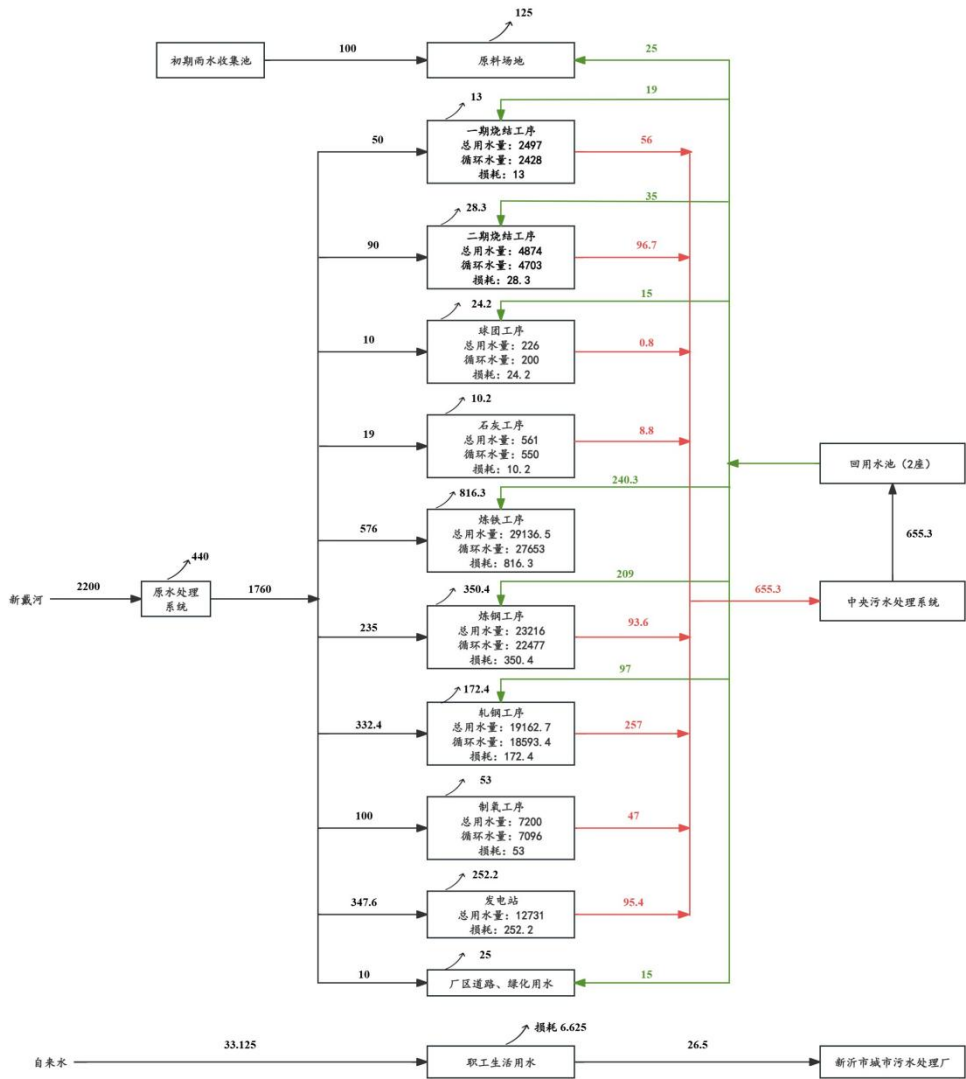 125
100
25
初期雨水收集池
原料场地
13
19
一期烧结工序
总用水量：2497
循环水量：2428
损耗：13
50
56
28.3
35
二期烧结工序
总用水量：4874
循环水量：4703
损耗：28.3
90
96.7
24.2
15
球团工序
总用水量：226
循环水量：200
损耗：24.2
10
0.8
10.2
石灰工序
总用水量：561
循环水量：550
损耗：10.2
19
8.8
回用水池（2座）
816.3
240.3
炼铁工序
总用水量：29136.5
循环水量：27653
损耗：816.3
576
655.3
440
2200
新戴河
原水处理
系统
1760
350.4
209
炼钢工序
总用水量：23216
循环水量：22477
损耗：350.4
235
93.6
655.3
中央污水处理系统
172.4
97
轧钢工序
总用水量：19162.7
循环水量：18593.4
损耗：172.4
332.4
257
53
制氧工序
总用水量：7200
循环水量：7096
损耗：53
100
47
252.2
发电站
总用水量：12731
损耗：252.2
347.6
95.4
25
10
厂区道路、绿化用水
15
损耗 6.625
自来水
33.125
职工生活用水
26.5
新沂市城市污水处理厂